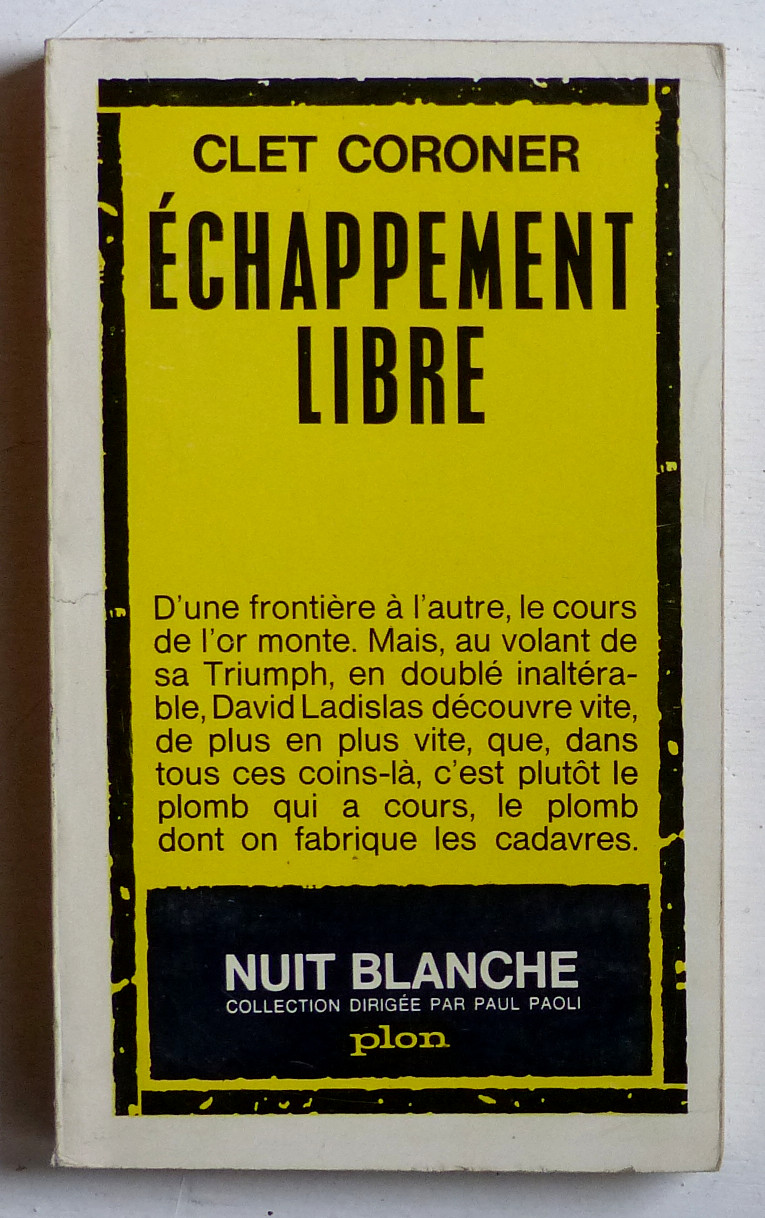 CLET CORONER
ÉCHAPPEMENT
LIBRE
D'une frontière à l'autre, le cours
de l'or monte. Mais, au volant de
sa Triumph, en doublé inaltéra-
ble, David Ladislas découvre vite,
de plus en plus vite, que, dans
tous ces coins-là, c'est plutôt le
plomb qui a cours, le plomb
dont on fabrique les cadavres.
NUIT BLANCHE
COLLECTION DIRIGÉE PAR PAUL PAOLI
plon